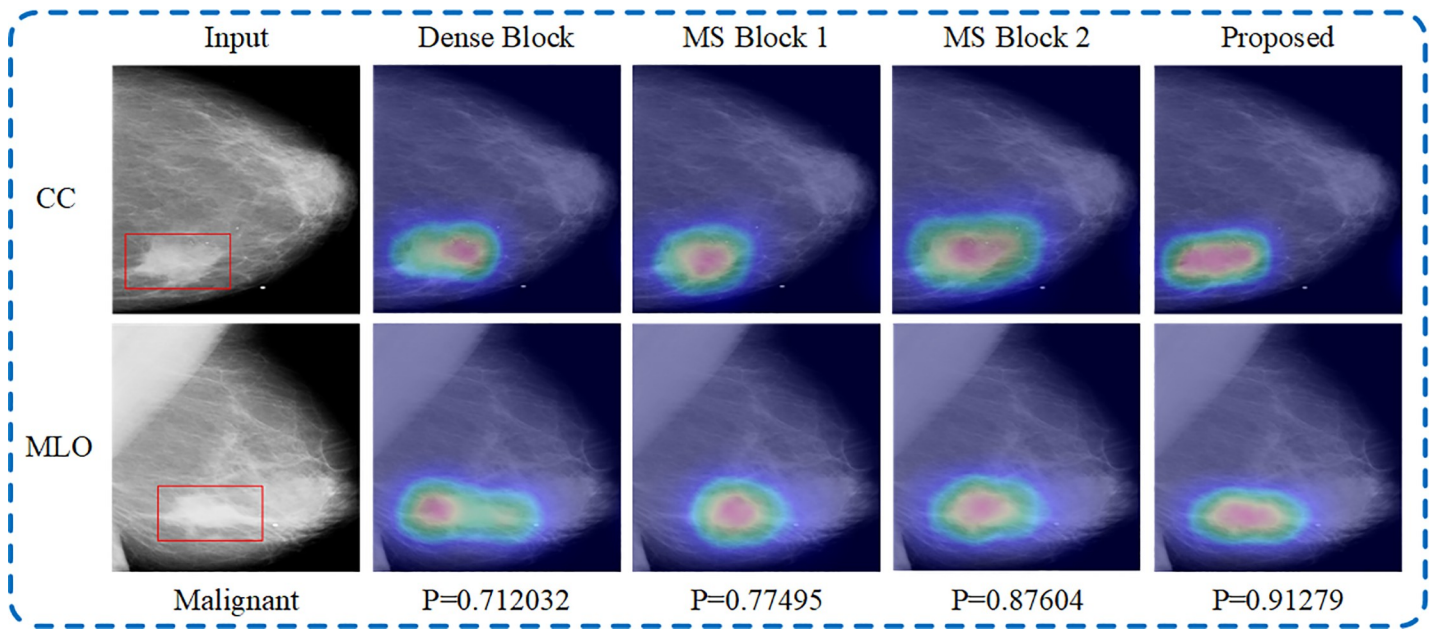 Input Dense Block MS Block 1 MS Block 2 Proposed
CC
MLO
Malignant P=0.712032 P=0.77495 P=0.87604 P=0.91279